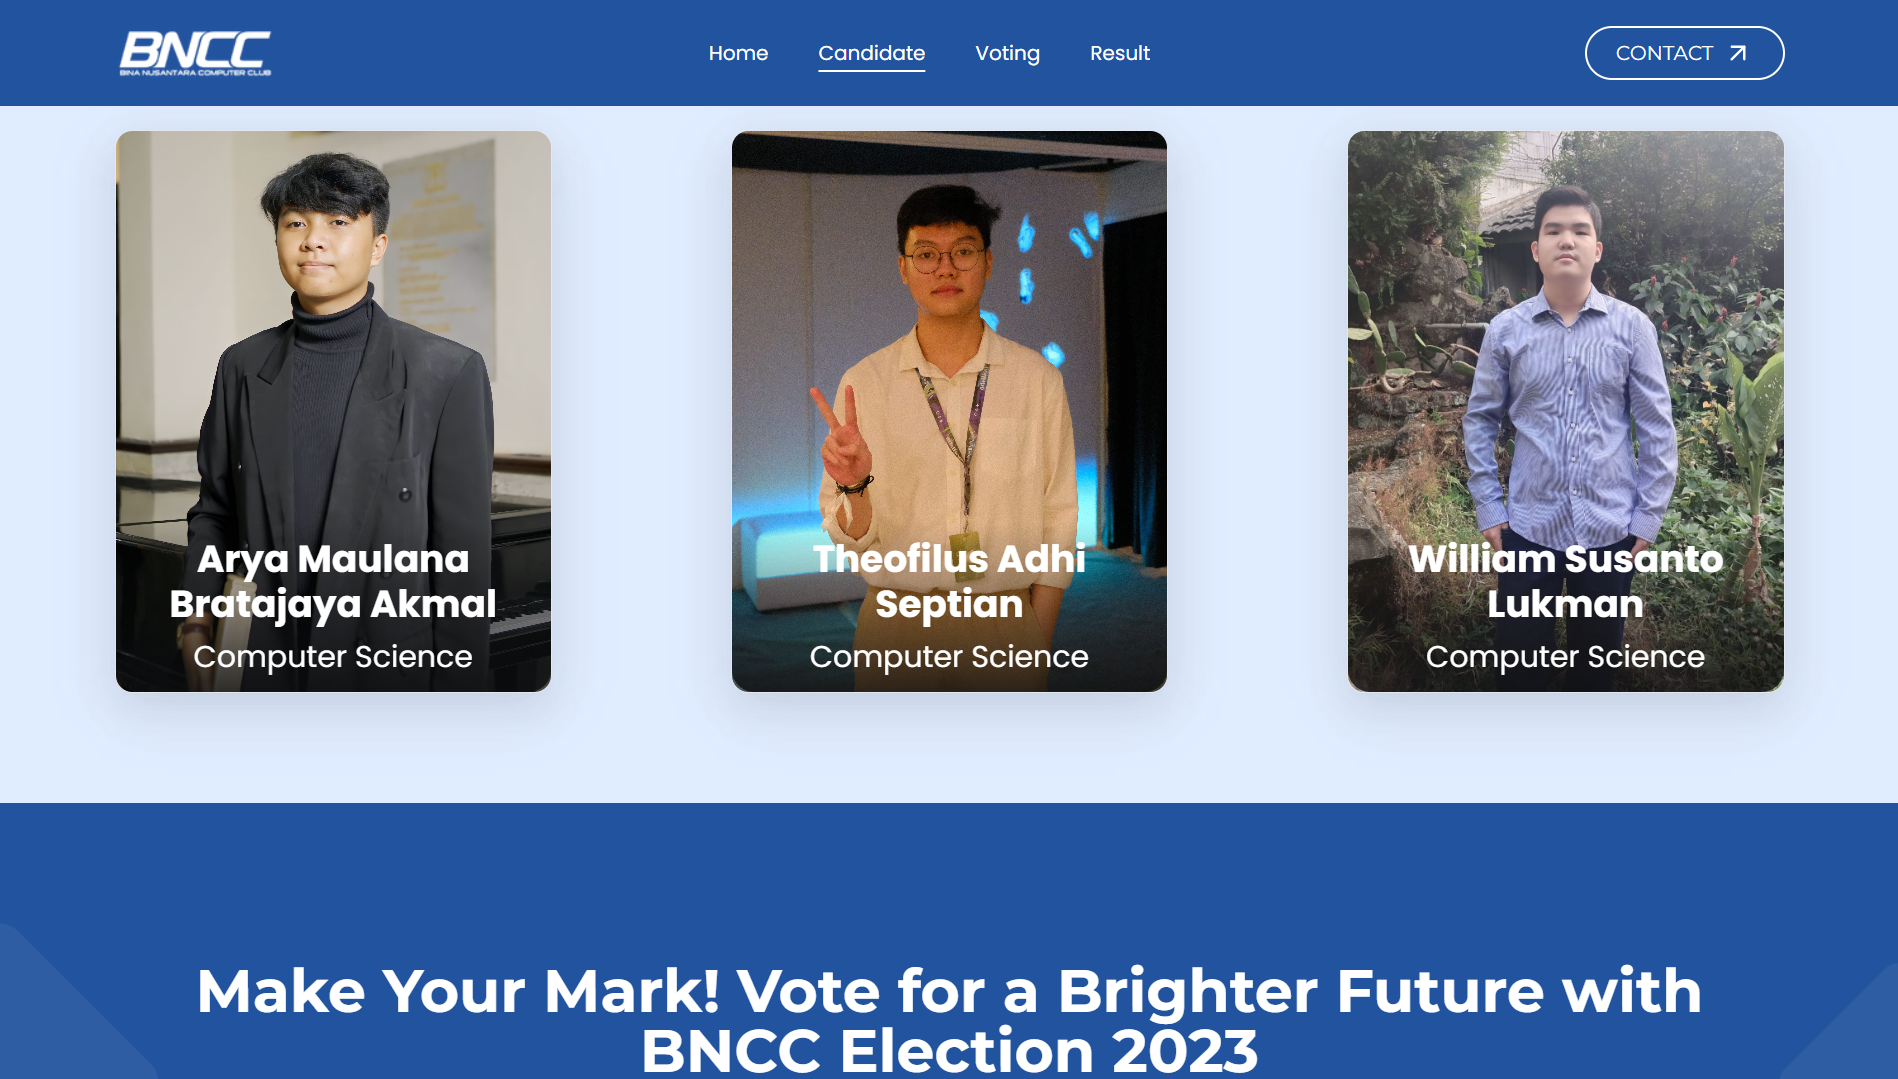 BNCC
BINA NUSANTARA COMPUTER CLUB
Home
Candidate
Voting
Result
CONTACT
Arya Maulana
Bratajaya Akmal
Computer Science
Theofilus Adhi
Septian
Computer Science
William Susanto
Lukman
Computer Science
Make Your Mark! Vote for a Brighter Future with
BNCC Election 2023